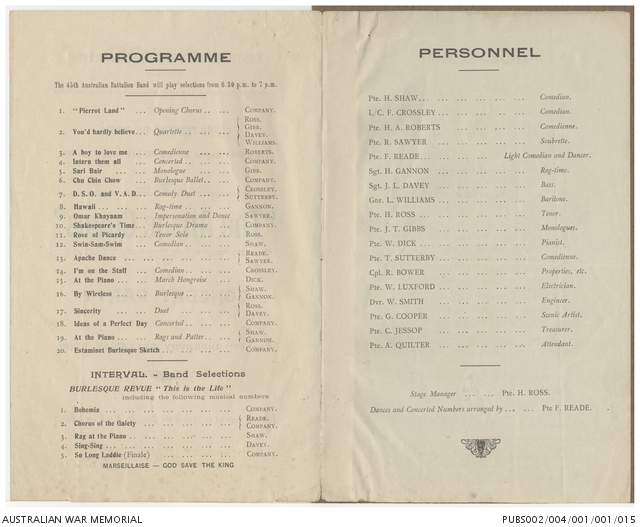 PROGRAMME
The 45th Australian Battalion Band will play selections from 6.30 p.m. to 7 p.m.
1. "Pierrot Land" ... Opening Chorus .. .. COMPANY.
2. You'd hardly believe... Quartette .. ... ROSS. GIBB. DAVEY. WILLIAMS.
3. A boy to love me ... Comedienne ... .. ROBERTS.
4. Intern them all ... Concerted .. ... ... COMPANY.
5. Sari Bair ... Monologue ... .. GIBB.
6. Chu Chin Chow ... Burlesque Ballet .. ... COMPANY.
7. D.S.O. and V.A.D... Comedy Duet ... ... CROSSLEY. SUTTERBY.
8. Hawaii ... ... Rag-time .. ... ... GANNON.
9. Omar Khayaam ... Impersonation and Dance SAWYER.
10. Shakespeare's Time... Burlesque Drama ... COMPANY.
11. Rose of Picardy ... Tenor Solo ... ... ROSS.
12. Swin-Sam-Swim ... Comedian ... ... SHAW.
13. Apache Dance ... ... ... ... ... ... READE. SAWYER.
14. I'm on the Staff ... Comedian ... ... CROSSLEY.
15. At the Piano ... March Hongroise ... DICK.
16. By Wireless ... ... Burlesque ... ... SHAW. GANNON.
17. Sincerity ... Duet ... ... ROSS. DAVEY.
18. Ideas of a Perfect Day Concerted ... ... COMPANY.
19. At the Piano ... ... Rags and Patter ... SHAW. GANNON.
20. Estaminet Burlesque Sketch ... ... ... COMPANY.
INTERVAL. - Band Selections
BURLESQUE REVUE "This is the Life"
including the following musical numbers
1. Bohemia ... ... ... ... ... ... COMPANY.
2. Chorus of the Gaiety ... ... ... ... READE. COMPANY.
3. Rag at the Piano ... ... ... ... ... SHAW.
4. Sing-Sing ... ... ... ... ... ... DAVEY.
5. So Long Laddie (Finale) ... ... ... COMPANY.
MARSEILLAISE — GOD SAVE THE KING
PERSONNEL
Pte. H. SHAW... ... ... ... ... ... Comedian.
L/C. F. CROSSLEY ... ... ... ... ... Comedian.
Pte. H. A. ROBERTS ... ... ... ... Comedienne.
Pte. R. SAWYER ... ... ... ... ... Soubrette.
Pte. F. READE... ... ... ... Light Comedian and Dancer.
Sgt. H. GANNON ... ... ... ... ... Rag-time.
Sgt. J. L. DAVEY ... ... ... ... ... Bass.
Gnr. L. WILLIAMS ... ... ... ... ... Baritone.
Pte. H. ROSS ... ... ... ... ... Tenor.
Pte. J. T. GIBBS ... ... ... ... ... Monologues.
Pte. W. DICK ... ... ... ... ... Pianist.
Pte. T. SUTTERBY ... ... ... ... ... Comedienne.
Cpl. R. BOWER ... ... ... ... ... Properties, etc.
Pte. W. LUXFORD ... ... ... ... ... Electrician.
Dvr. W. SMITH ... ... ... ... ... Engineer.
Pte. G. COOPER ... ... ... ... ... Scenic Artist.
Pte. C. JESSOP ... ... ... ... ... Treasurer.
Pte. A. QUILTER ... ... ... ... ... Attendant.
Stage Manager ... ... Pte. H. ROSS.
Dances and Concerted Numbers arranged by ... ... Pte F. READE.
AUSTRALIAN WAR MEMORIAL
PUBS002/004/001/001/015